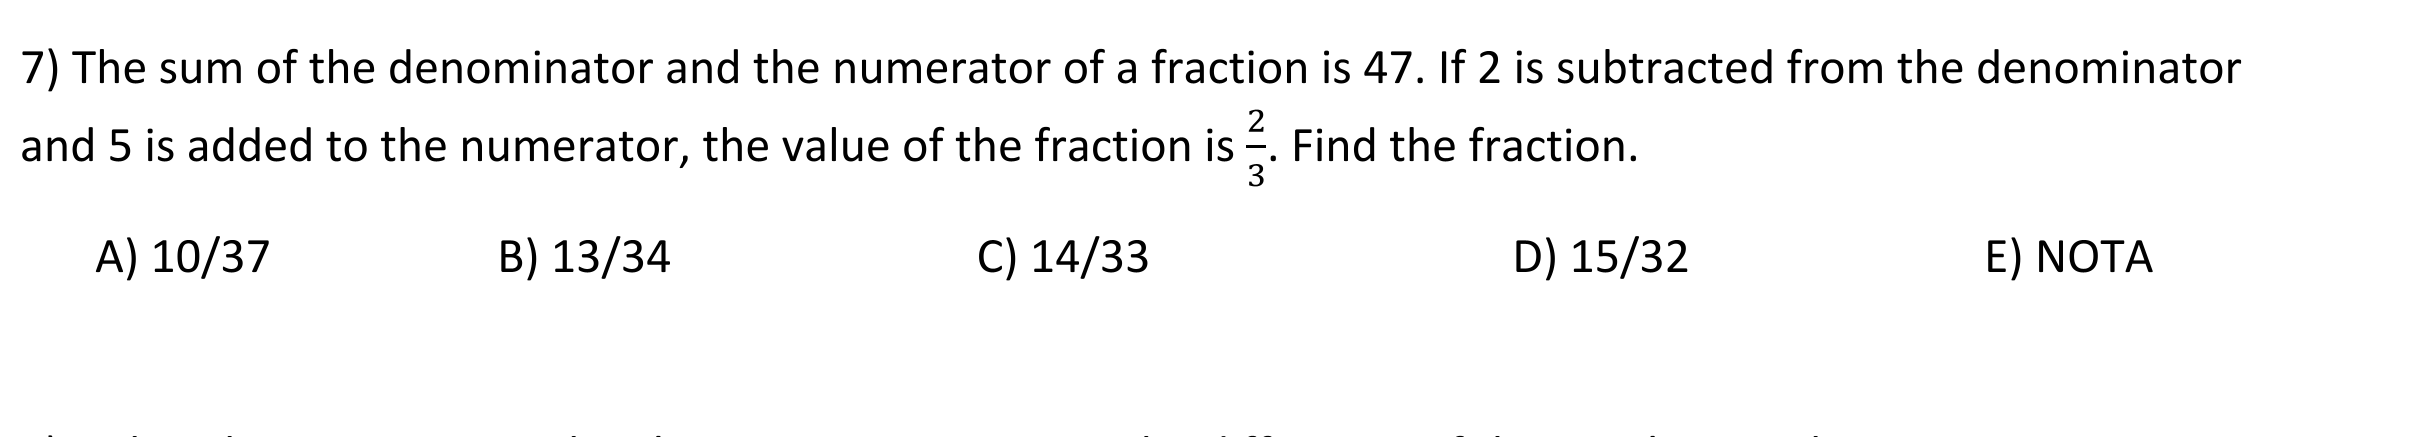 7) The sum of the denominator and the numerator of a fraction is 47. If 2 is subtracted from the denominator
and 5 is added to the numerator, the value of the fraction is 2/3. Find the fraction.
A) 10/37 B) 13/34 C) 14/33 D) 15/32 E) NOTA